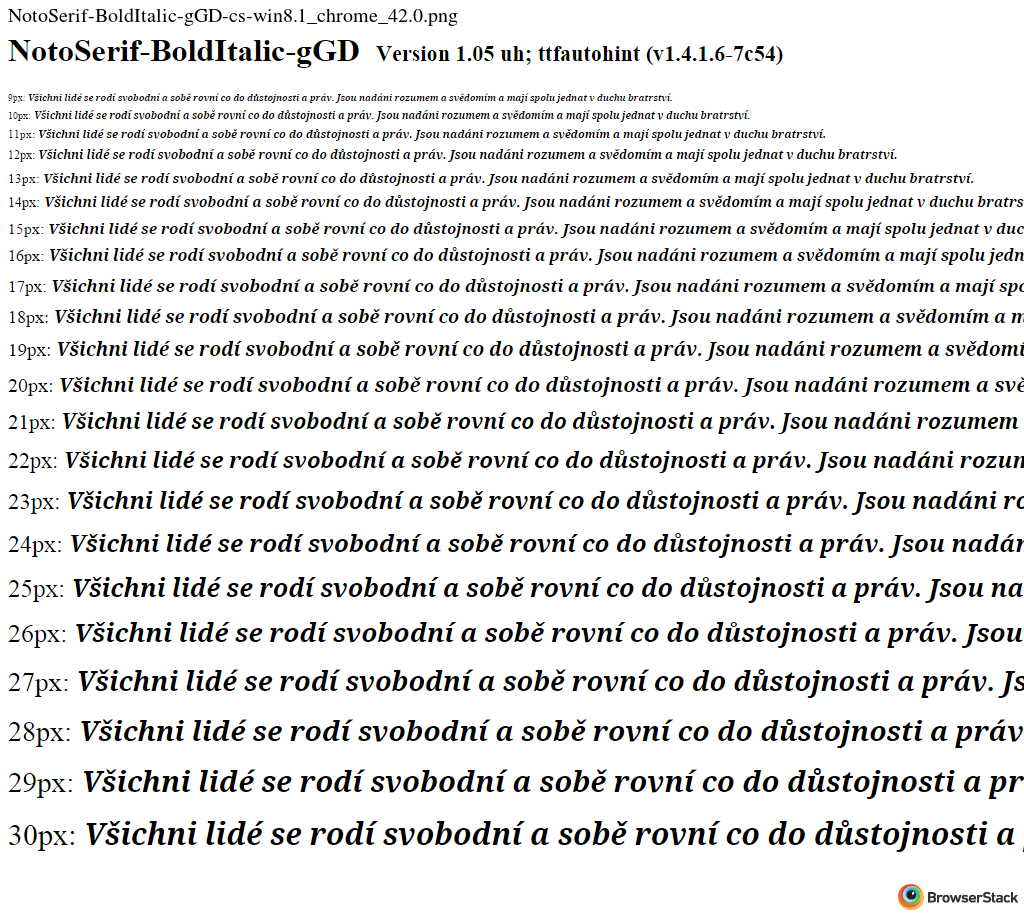 NotoSerif-BoldItalic-gGD-cs-win8.1_chrome_42.0.png
NotoSerif-BoldItalic-gGD Version 1.05 uh; ttfautohint (v1.4.1.6-7c54)
9px: Všichni lidé se rodí svobodní a sobě rovní co do důstojnosti a práv. Jsou nadáni rozumem a svědomím a mají spolu jednat v duchu bratrství.
10px: Všichni lidé se rodí svobodní a sobě rovní co do důstojnosti a práv. Jsou nadáni rozumem a svědomím a mají spolu jednat v duchu bratrství.
11px: Všichni lidé se rodí svobodní a sobě rovní co do důstojnosti a práv. Jsou nadáni rozumem a svědomím a mají spolu jednat v duchu bratrství.
12px: Všichni lidé se rodí svobodní a sobě rovní co do důstojnosti a práv. Jsou nadáni rozumem a svědomím a mají spolu jednat v duchu bratrství.
13px: Všichni lidé se rodí svobodní a sobě rovní co do důstojnosti a práv. Jsou nadáni rozumem a svědomím a mají spolu jednat v duchu bratrství.
14px: Všichni lidé se rodí svobodní a sobě rovní co do důstojnosti a práv. Jsou nadáni rozumem a svědomím a mají spolu jednat v duchu bratrs
15px: Všichni lidé se rodí svobodní a sobě rovní co do důstojnosti a práv. Jsou nadáni rozumem a svědomím a mají spolu jednat v duc
16px: Všichni lidé se rodí svobodní a sobě rovní co do důstojnosti a práv. Jsou nadáni rozumem a svědomím a mají spolu jedn
17px: Všichni lidé se rodí svobodní a sobě rovní co do důstojnosti a práv. Jsou nadáni rozumem a svědomím a mají spo
18px: Všichni lidé se rodí svobodní a sobě rovní co do důstojnosti a práv. Jsou nadáni rozumem a svědomím a m
19px: Všichni lidé se rodí svobodní a sobě rovní co do důstojnosti a práv. Jsou nadáni rozumem a svědomí
20px: Všichni lidé se rodí svobodní a sobě rovní co do důstojnosti a práv. Jsou nadáni rozumem a svě
21px: Všichni lidé se rodí svobodní a sobě rovní co do důstojnosti a práv. Jsou nadáni rozumem
22px: Všichni lidé se rodí svobodní a sobě rovní co do důstojnosti a práv. Jsou nadáni rozum
23px: Všichni lidé se rodí svobodní a sobě rovní co do důstojnosti a práv. Jsou nadáni ro
24px: Všichni lidé se rodí svobodní a sobě rovní co do důstojnosti a práv. Jsou nadán
25px: Všichni lidé se rodí svobodní a sobě rovní co do důstojnosti a práv. Jsou na
26px: Všichni lidé se rodí svobodní a sobě rovní co do důstojnosti a práv. Jsou
27px: Všichni lidé se rodí svobodní a sobě rovní co do důstojnosti a práv. Js
28px: Všichni lidé se rodí svobodní a sobě rovní co do důstojnosti a práv
29px: Všichni lidé se rodí svobodní a sobě rovní co do důstojnosti a pr
30px: Všichni lidé se rodí svobodní a sobě rovní co do důstojnosti a
BrowserStack